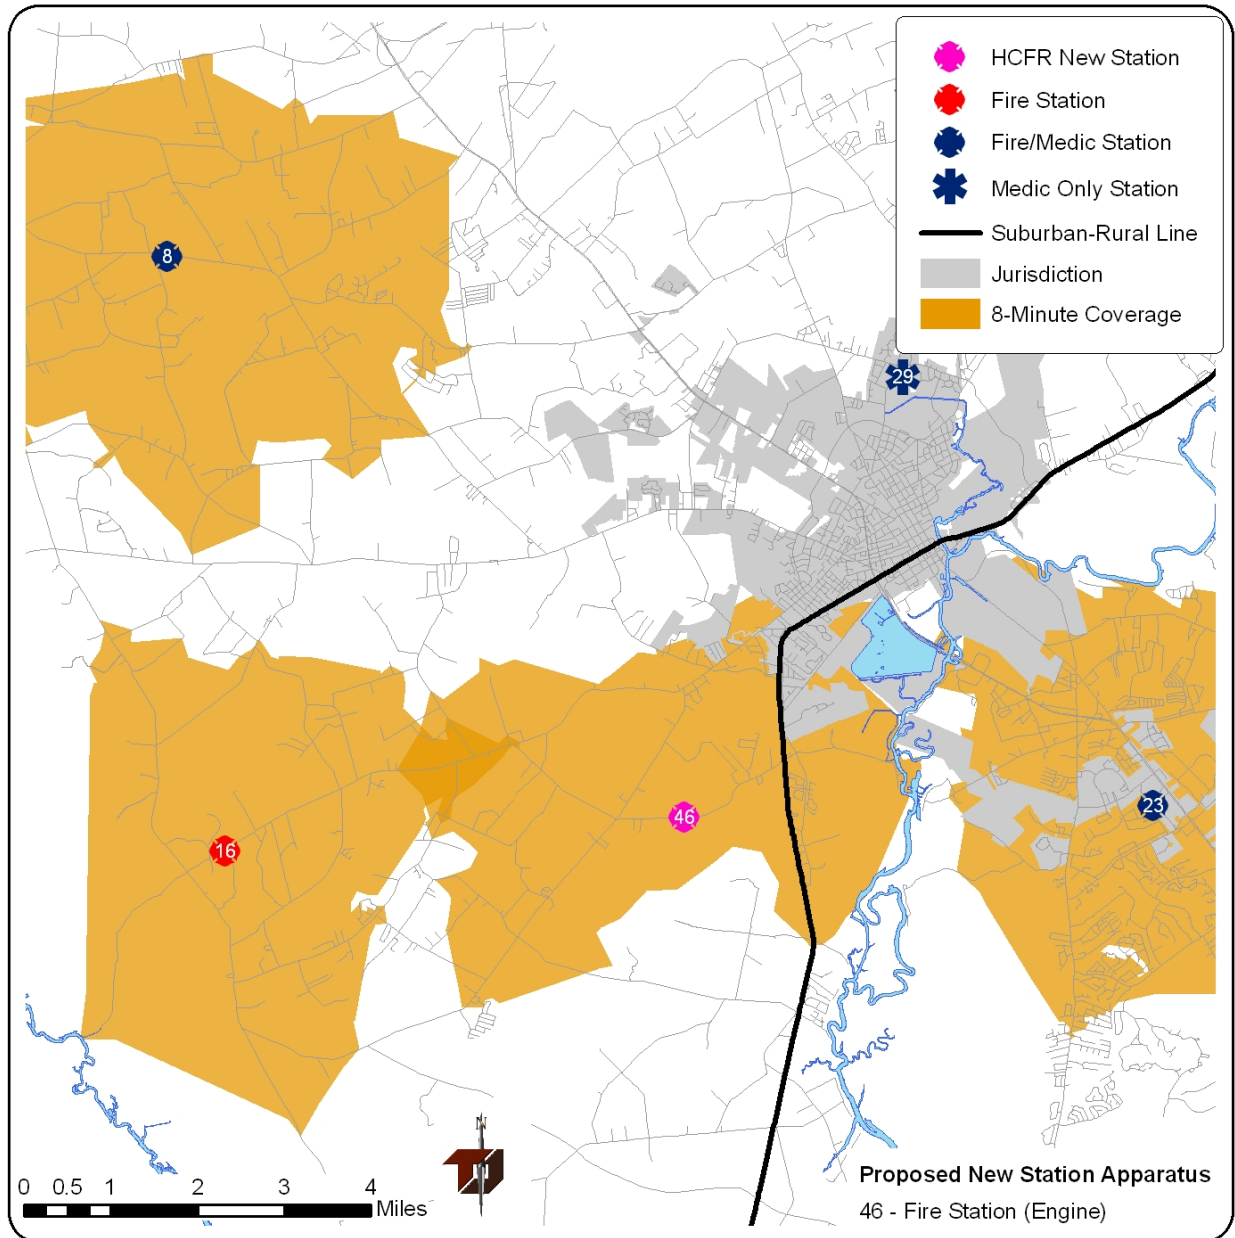 HCFR New Station
Fire Station
Fire/Medic Station
Medic Only Station
Suburban-Rural Line
Jurisdiction
8-Minute Coverage
8
29
46
23
16
N
0 0.5 1 2 3 4
Miles
Proposed New Station Apparatus
46 - Fire Station (Engine)